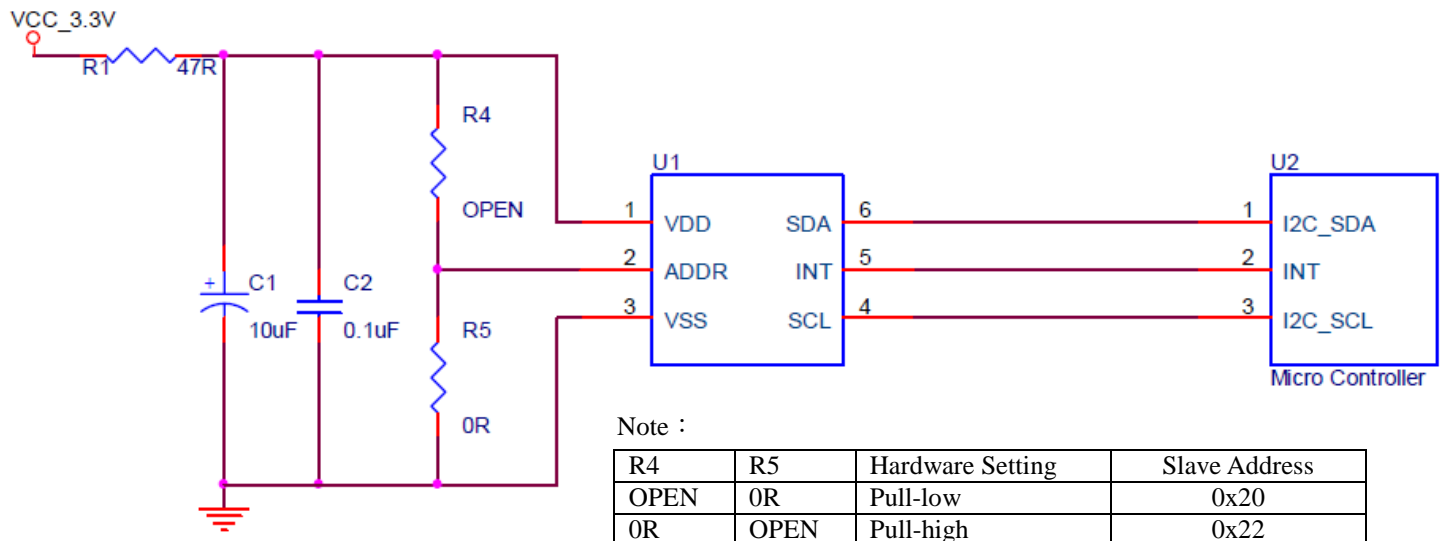 VCC_3.3V
R1 47R
R4
OPEN
C1
10uF
C2
0.1uF
R5
0R
U1
1 VDD SDA 6
2 ADDR INT 5
3 VSS SCL 4
U2
1 I2C_SDA
2 INT
3 I2C_SCL
Micro Controller
+
Note：
R4 R5 Hardware Setting Slave Address
OPEN 0R Pull-low 0x20
0R OPEN Pull-high 0x22